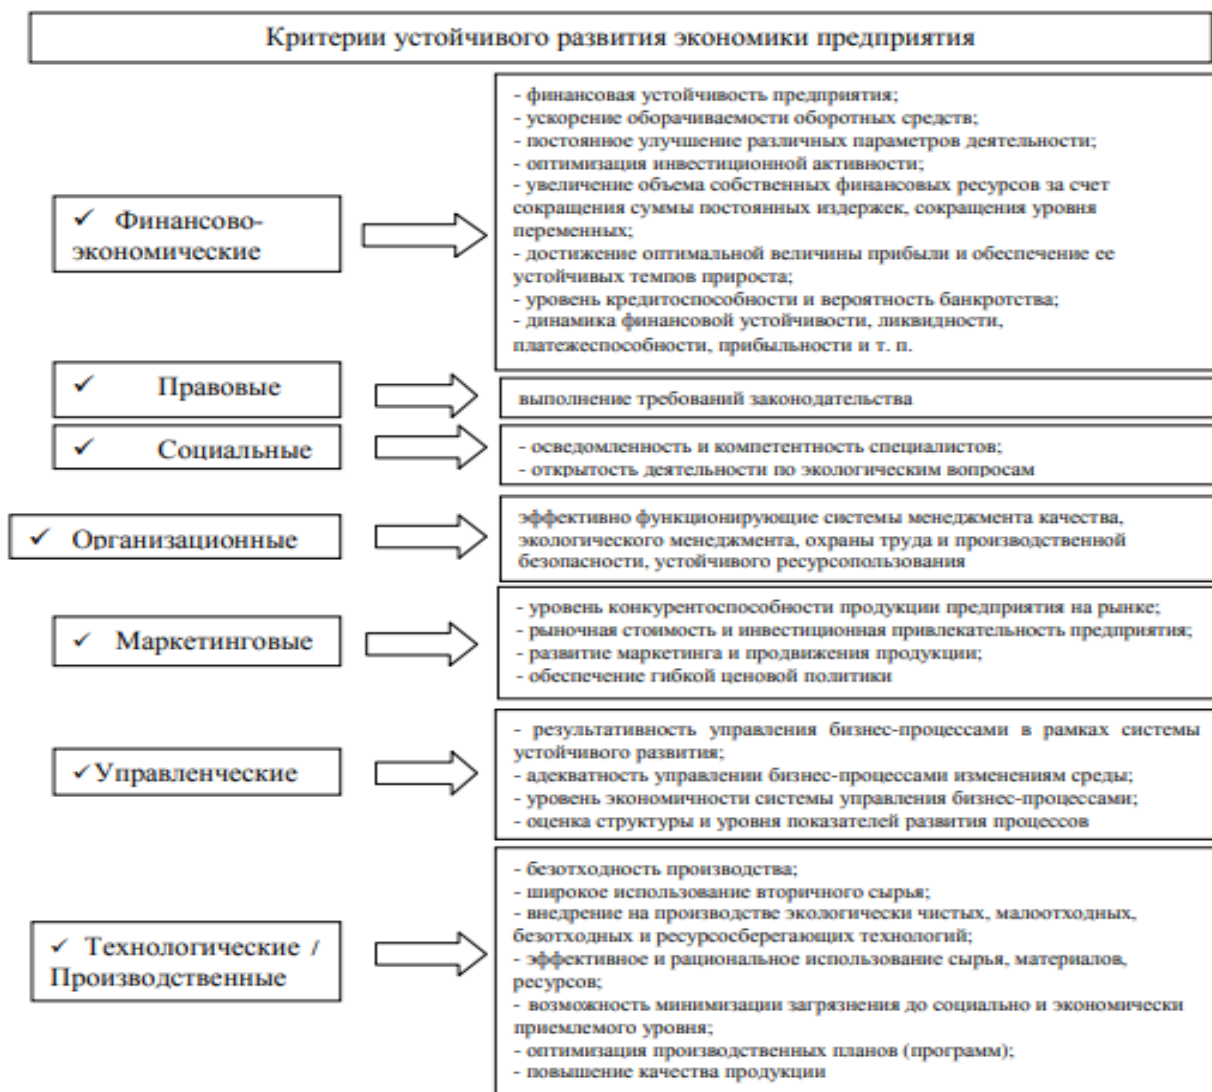 Критерии устойчивого развития экономики предприятия
✓ Финансово-
экономические
- финансовая устойчивость предприятия;
- ускорение оборачиваемости оборотных средств;
- постоянное улучшение различных параметров деятельности;
- оптимизация инвестиционной активности;
- увеличение объема собственных финансовых ресурсов за счет
сокращения суммы постоянных издержек, сокращения уровня
переменных;
- достижение оптимальной величины прибыли и обеспечение ее
устойчивых темпов прироста;
- уровень кредитоспособности и вероятность банкротства;
- динамика финансовой устойчивости, ликвидности,
платежеспособности, прибыльности и т. п.
✓ Правовые
выполнение требований законодательства
✓ Социальные
- осведомленность и компетентность специалистов;
- открытость деятельности по экологическим вопросам
✓ Организационные
эффективно функционирующие системы менеджмента качества,
экологического менеджмента, охраны труда и производственной
безопасности, устойчивого ресурсопользования
✓ Маркетинговые
- уровень конкурентоспособности продукции предприятия на рынке;
- рыночная стоимость и инвестиционная привлекательность предприятия;
- развитие маркетинга и продвижения продукции;
- обеспечение гибкой ценовой политики
✓Управленческие
- результативность управления бизнес-процессами в рамках системы
устойчивого развития;
- адекватность управлении бизнес-процессами изменениям среды;
- уровень экономичности системы управления бизнес-процессами;
- оценка структуры и уровня показателей развития процессов
✓ Технологические /
Производственные
- безотходность производства;
- широкое использование вторичного сырья;
- внедрение на производстве экологически чистых, малоотходных,
безотходных и ресурсосберегающих технологий;
- эффективное и рациональное использование сырья, материалов,
ресурсов;
- возможность минимизации загрязнения до социально и экономически
приемлемого уровня;
- оптимизация производственных планов (программ);
- повышение качества продукции